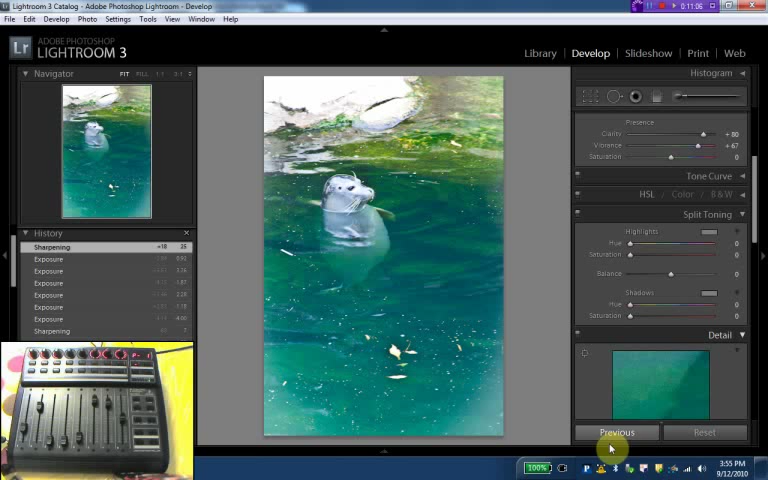 Lightroom 3 Catalog - Adobe Photoshop Lightroom - Develop
0:11:06
File Edit Develop Photo Settings Tools View Window Help
Lr ADOBE PHOTOSHOP
LIGHTROOM 3
Library | Develop | Slideshow | Print | Web
Navigator FIT FILL 1:1 3:1
Histogram
Presence
Clarity + 80
Vibrance + 67
Saturation 0
Tone Curve
HSL / Color / B & W
Split Toning
Highlights
Hue 0
Saturation 0
Balance 0
Shadows
Hue 0
Saturation 0
Detail
History
Sharpening +18 25
Exposure
Exposure
Exposure
Exposure
Exposure
Exposure
Sharpening
Previous Reset
100%
3:55 PM
9/12/2010